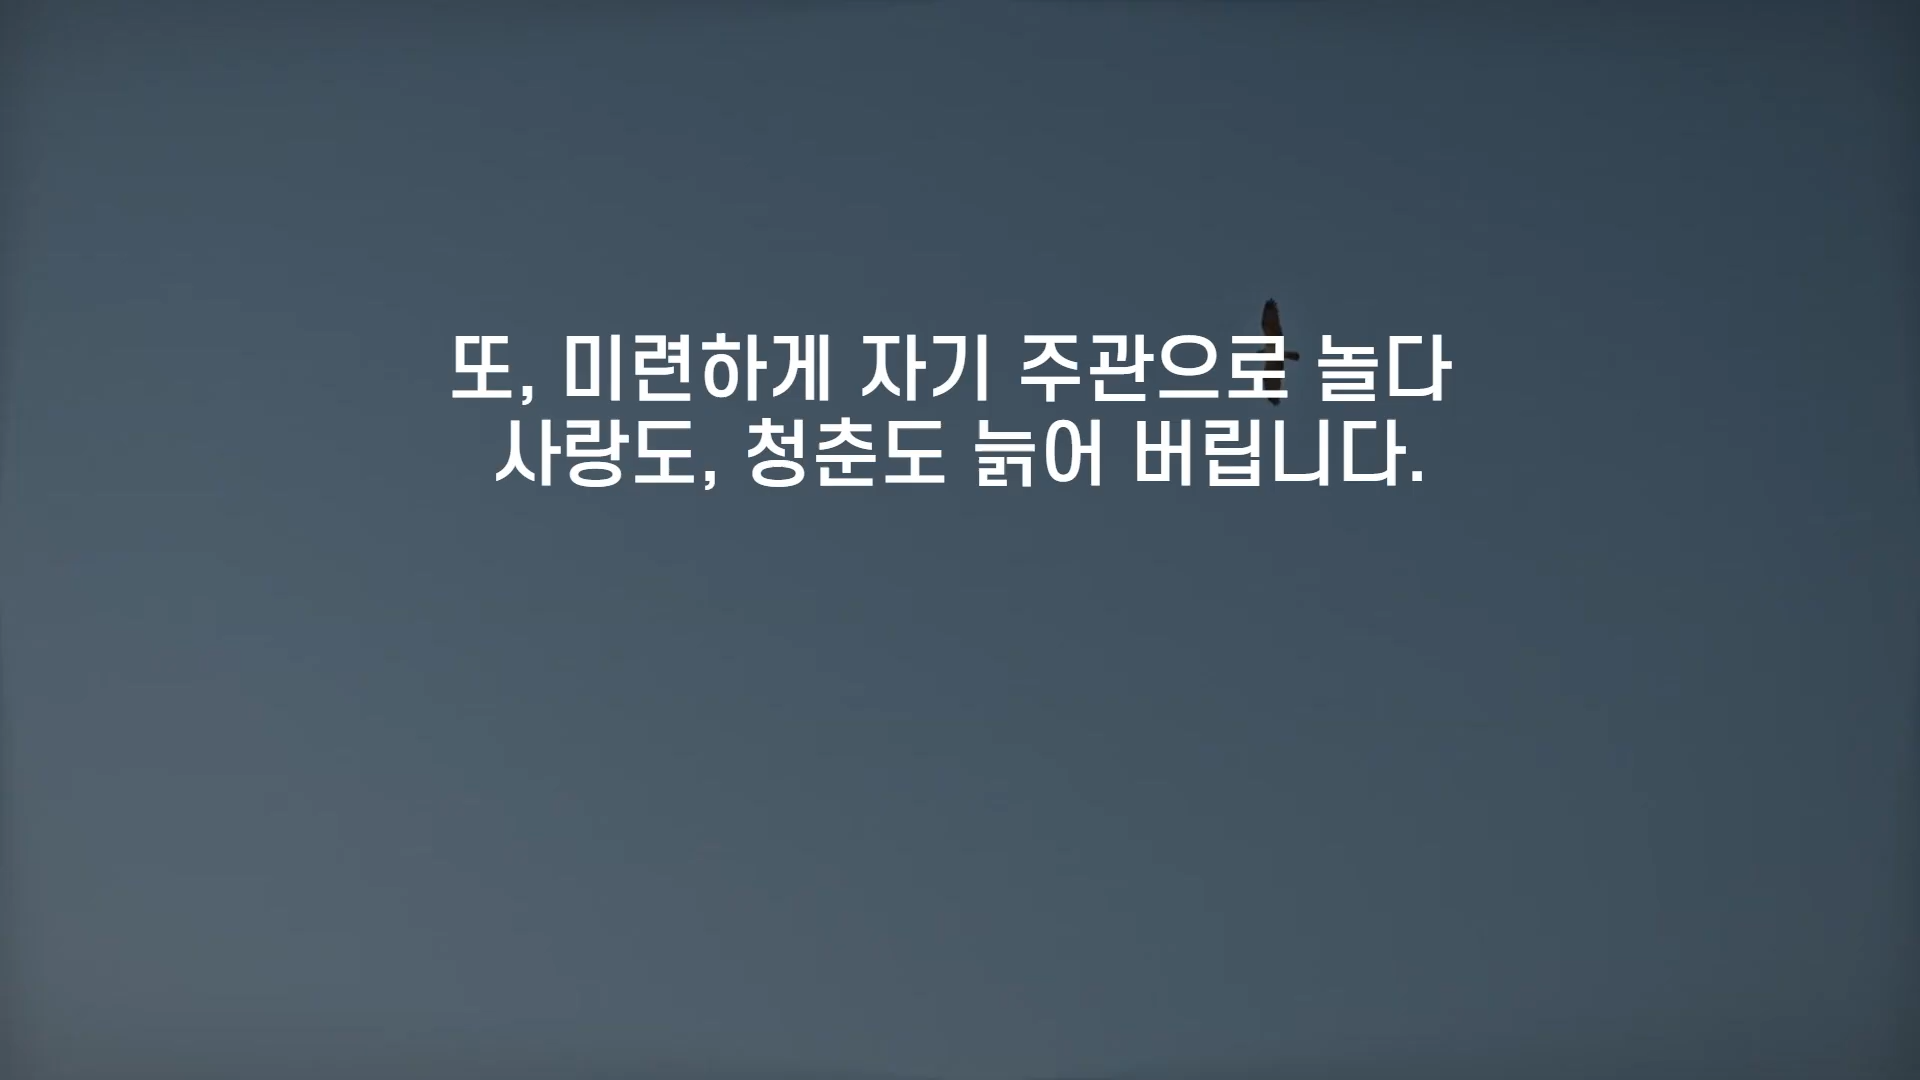 또, 미련하게 자기 주관으로 놀다
사랑도, 청춘도 늙어 버립니다.